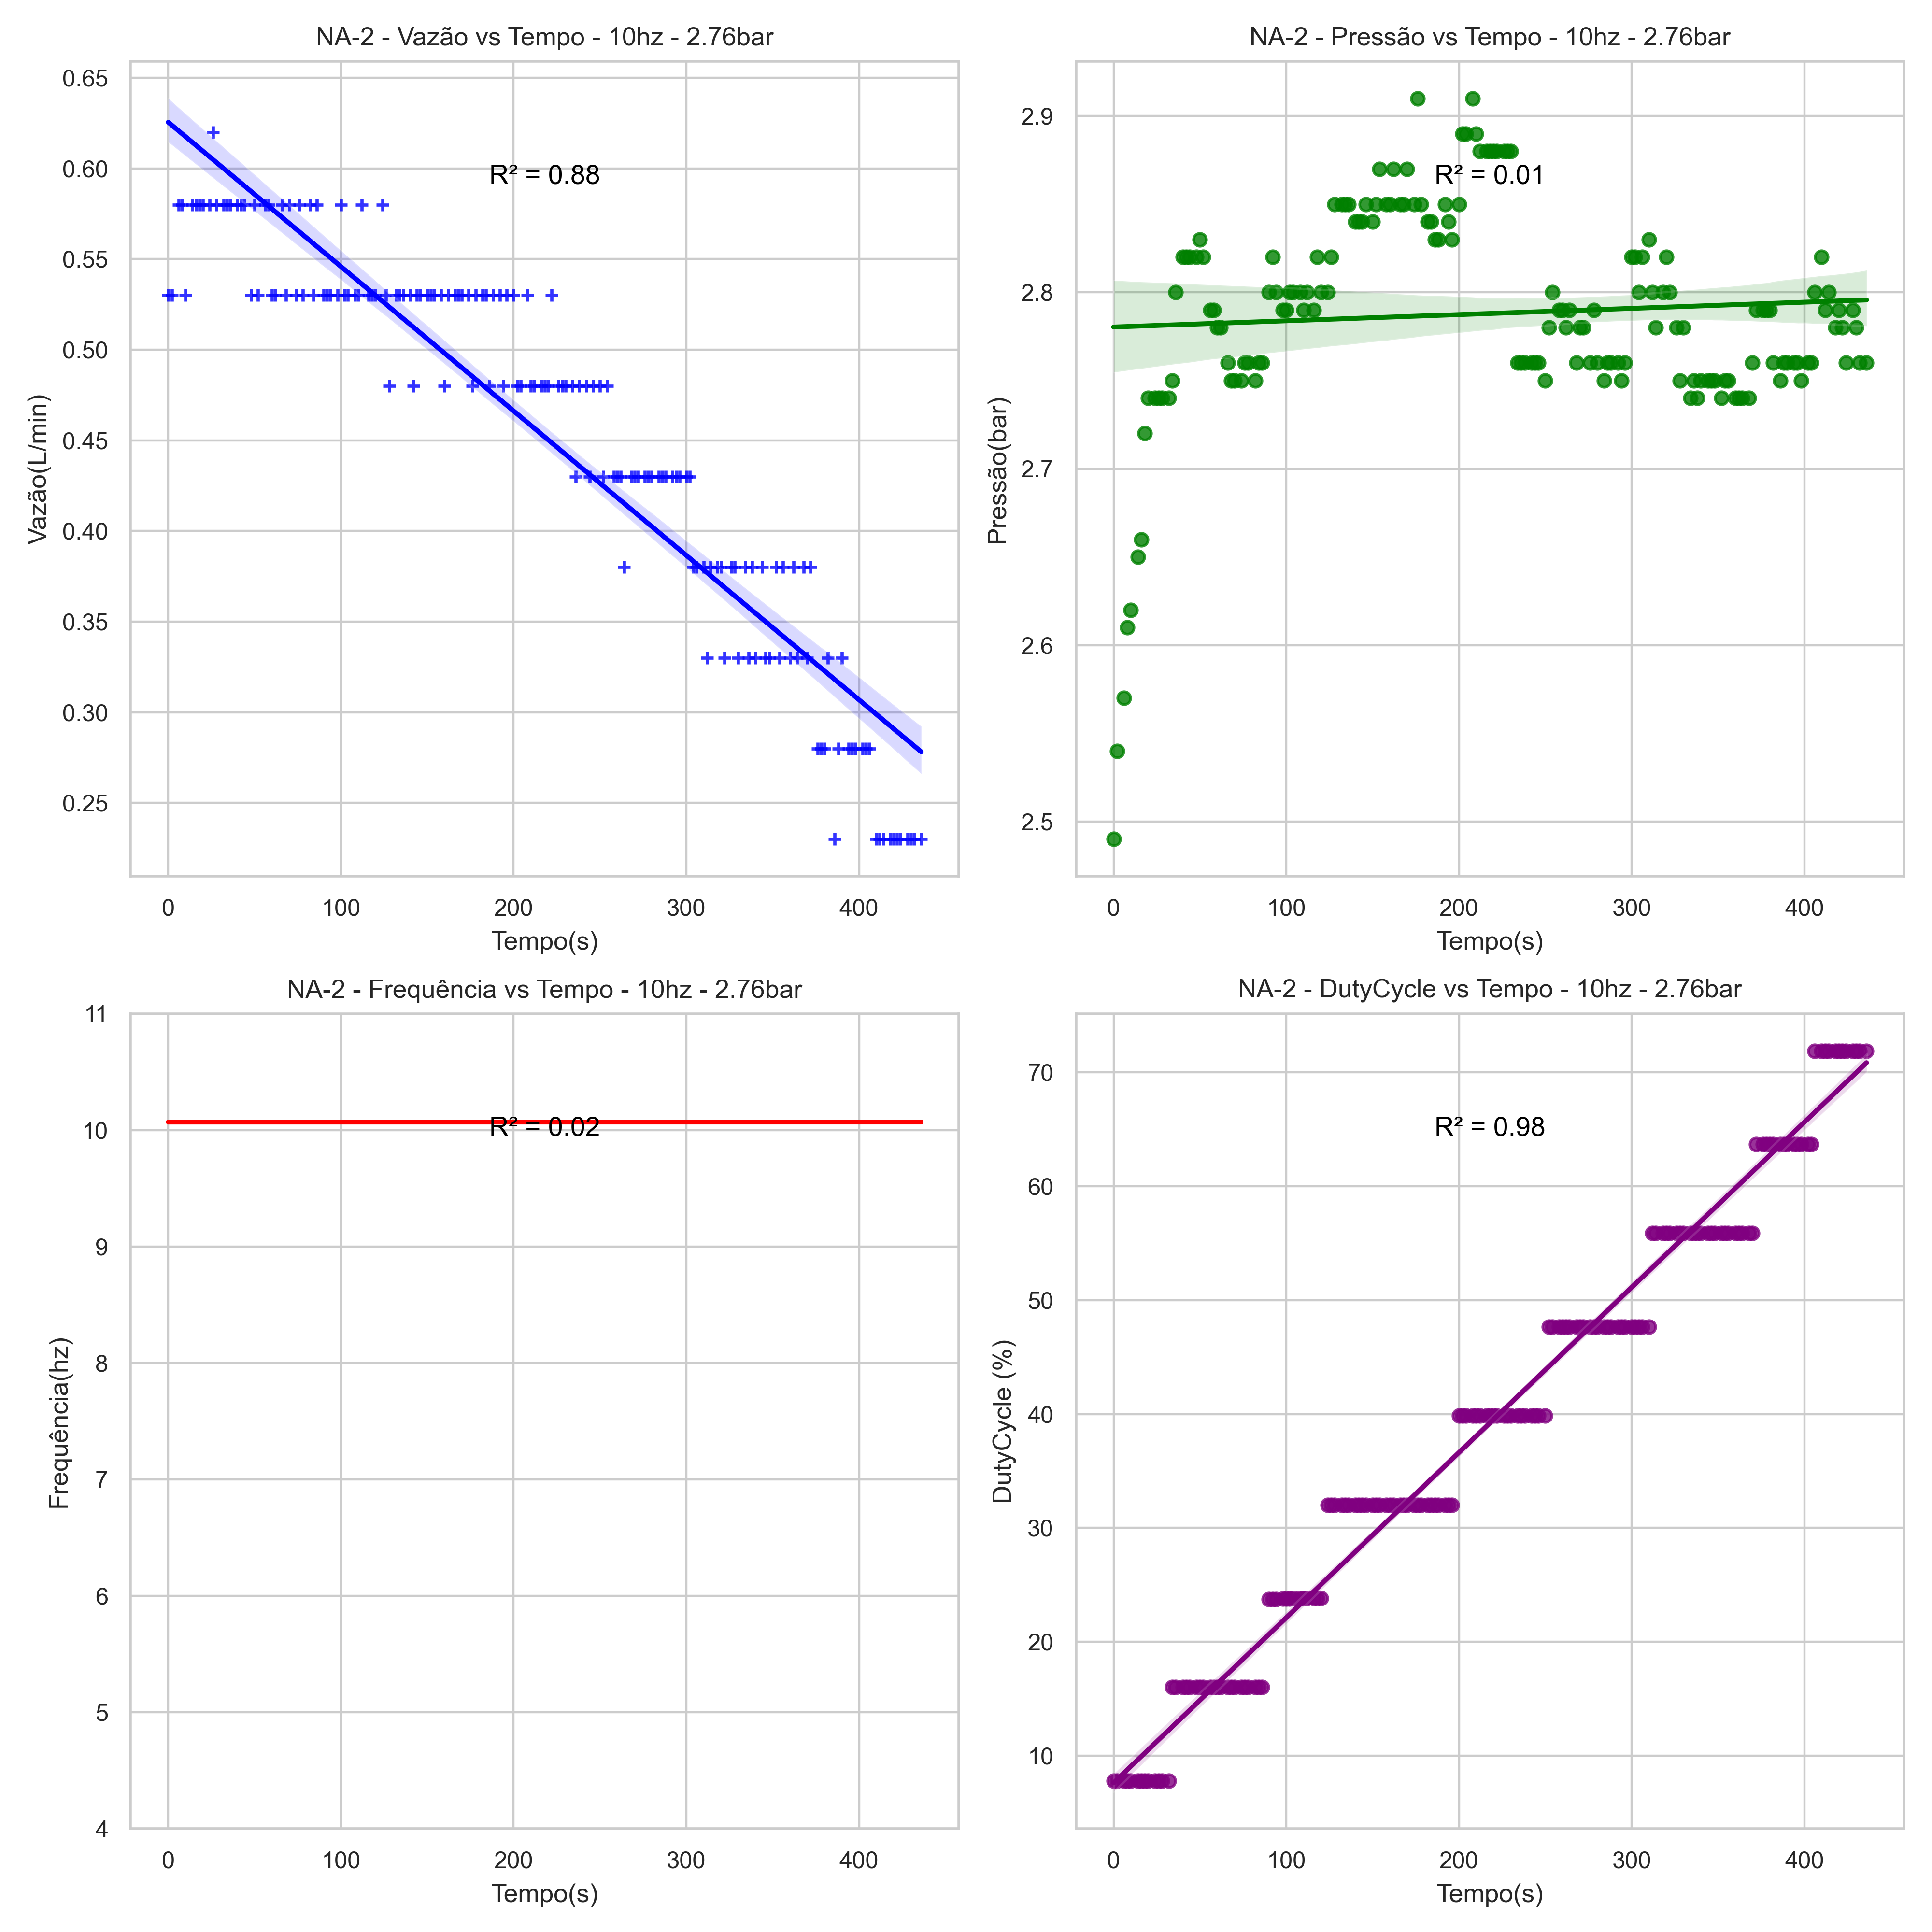 NA-2 - Vazão vs Tempo - 10hz - 2.76bar
0.65
0.60
0.55
0.50
0.45
0.40
0.35
0.30
0.25
Vazão(L/min)
R² = 0.88
0 100 200 300 400
Tempo(s)
NA-2 - Pressão vs Tempo - 10hz - 2.76bar
2.9
2.8
2.7
2.6
2.5
Pressão(bar)
R² = 0.01
0 100 200 300 400
Tempo(s)
NA-2 - Frequência vs Tempo - 10hz - 2.76bar
11
10
9
8
7
6
5
4
Frequência(hz)
R² = 0.02
0 100 200 300 400
Tempo(s)
NA-2 - DutyCycle vs Tempo - 10hz - 2.76bar
70
60
50
40
30
20
10
DutyCycle (%)
R² = 0.98
0 100 200 300 400
Tempo(s)